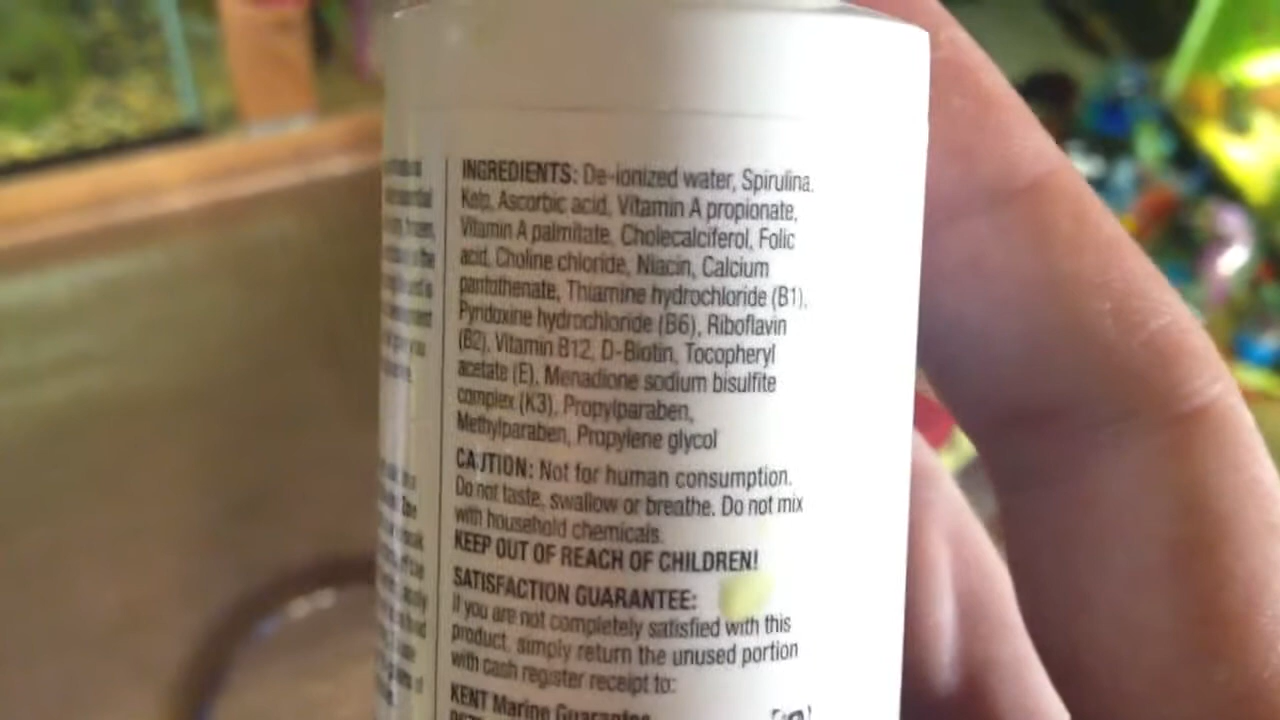 INGREDIENTS: De-ionized water, Spirulina,
Kelp, Ascorbic acid, Vitamin A propionate,
Vitamin A palmitate, Cholecalciferol, Folic
acid, Choline chloride, Niacin, Calcium
pantothenate, Thiamine hydrochloride (B1),
Pyridoxine hydrochloride (B6), Riboflavin
(B2), Vitamin B12, D-Biotin, Tocopheryl
acetate (E), Menadione sodium bisulfite
complex (K3), Propylparaben,
Methylparaben, Propylene glycol
CAUTION: Not for human consumption.
Do not taste, swallow or breathe. Do not mix
with household chemicals.
KEEP OUT OF REACH OF CHILDREN!
SATISFACTION GUARANTEE:
If you are not completely satisfied with this
product, simply return the unused portion
with cash register receipt to:
KENT Marine Guarantee